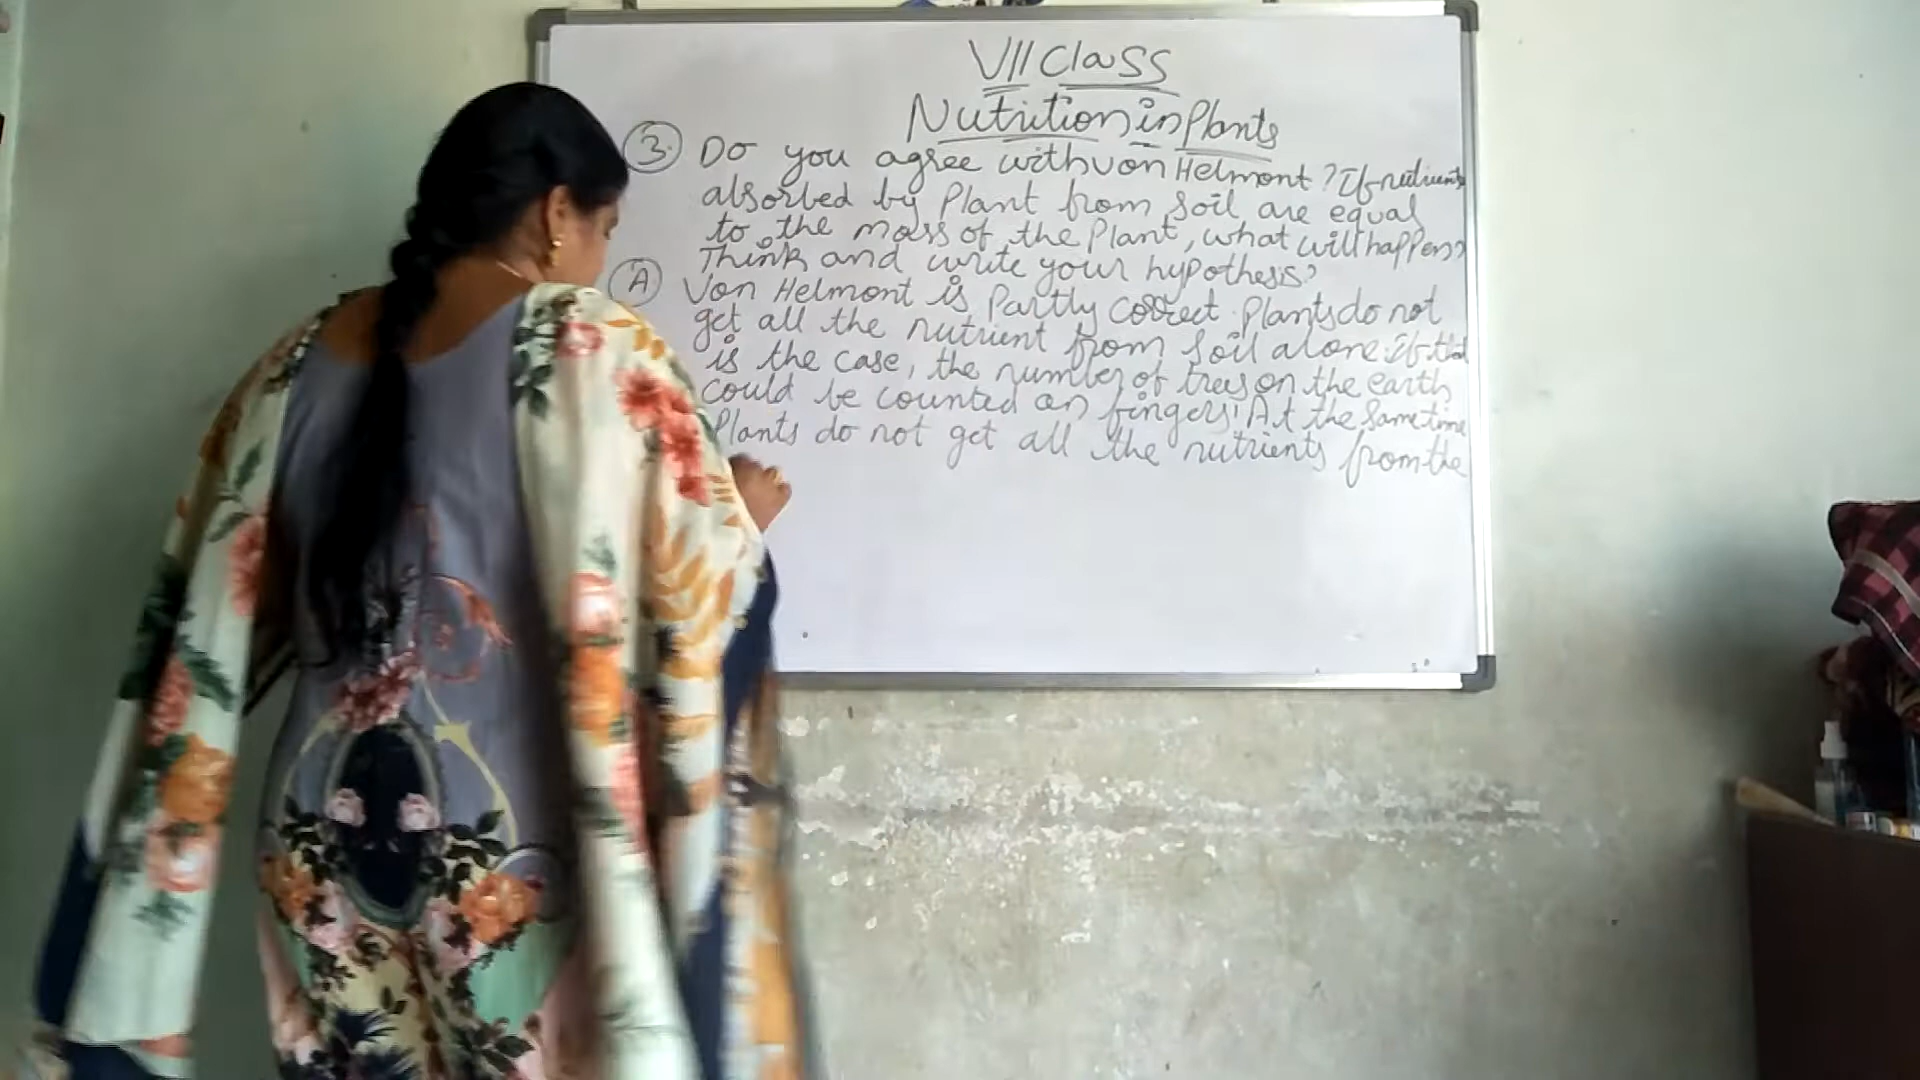 VII Class
Nutrition in Plants
3. Do you agree with von Helmont? If nutrients
absorbed by Plant from Soil are equal
to the mass of the Plant, what will happen?
Think and write your hypothesis?
A Von Helmont is Partly correct. Plants do not
get all the nutrient from Soil alone. If that
is the case, the number of trees on the earth
could be counted on fingers! At the Same time
Plants do not get all the nutrients from the